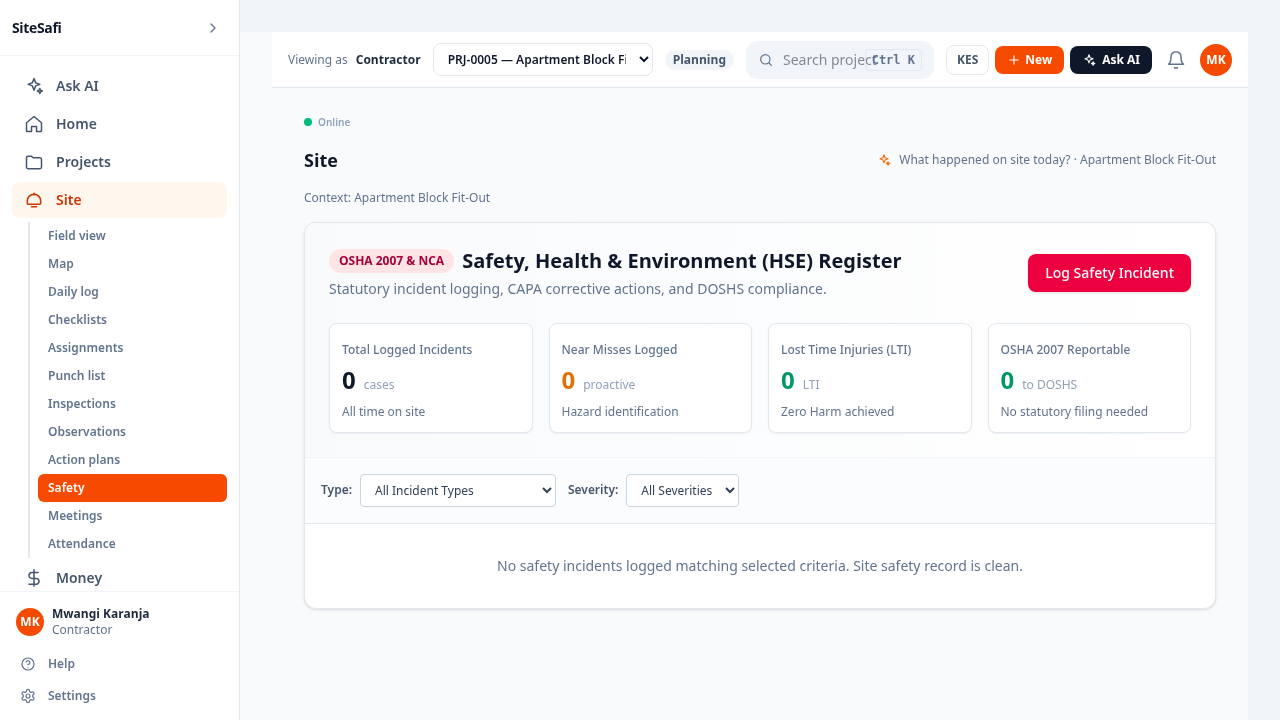 SiteSafi
Ask AI
Home
Projects
Site
Field view
Map
Daily log
Checklists
Assignments
Punch list
Inspections
Observations
Action plans
Safety
Meetings
Attendance
Money
MK
Mwangi Karanja
Contractor
Help
Settings
Viewing as Contractor
PRJ-0005 — Apartment Block Fi
Planning
Search project
Ctrl K
KES
New
Ask AI
MK
Online
Site
What happened on site today? · Apartment Block Fit-Out
Context: Apartment Block Fit-Out
OSHA 2007 & NCA
Safety, Health & Environment (HSE) Register
Statutory incident logging, CAPA corrective actions, and DOSHS compliance.
Log Safety Incident
Total Logged Incidents
0 cases
All time on site
Near Misses Logged
0 proactive
Hazard identification
Lost Time Injuries (LTI)
0 LTI
Zero Harm achieved
OSHA 2007 Reportable
0 to DOSHS
No statutory filing needed
Type: All Incident Types
Severity: All Severities
No safety incidents logged matching selected criteria. Site safety record is clean.